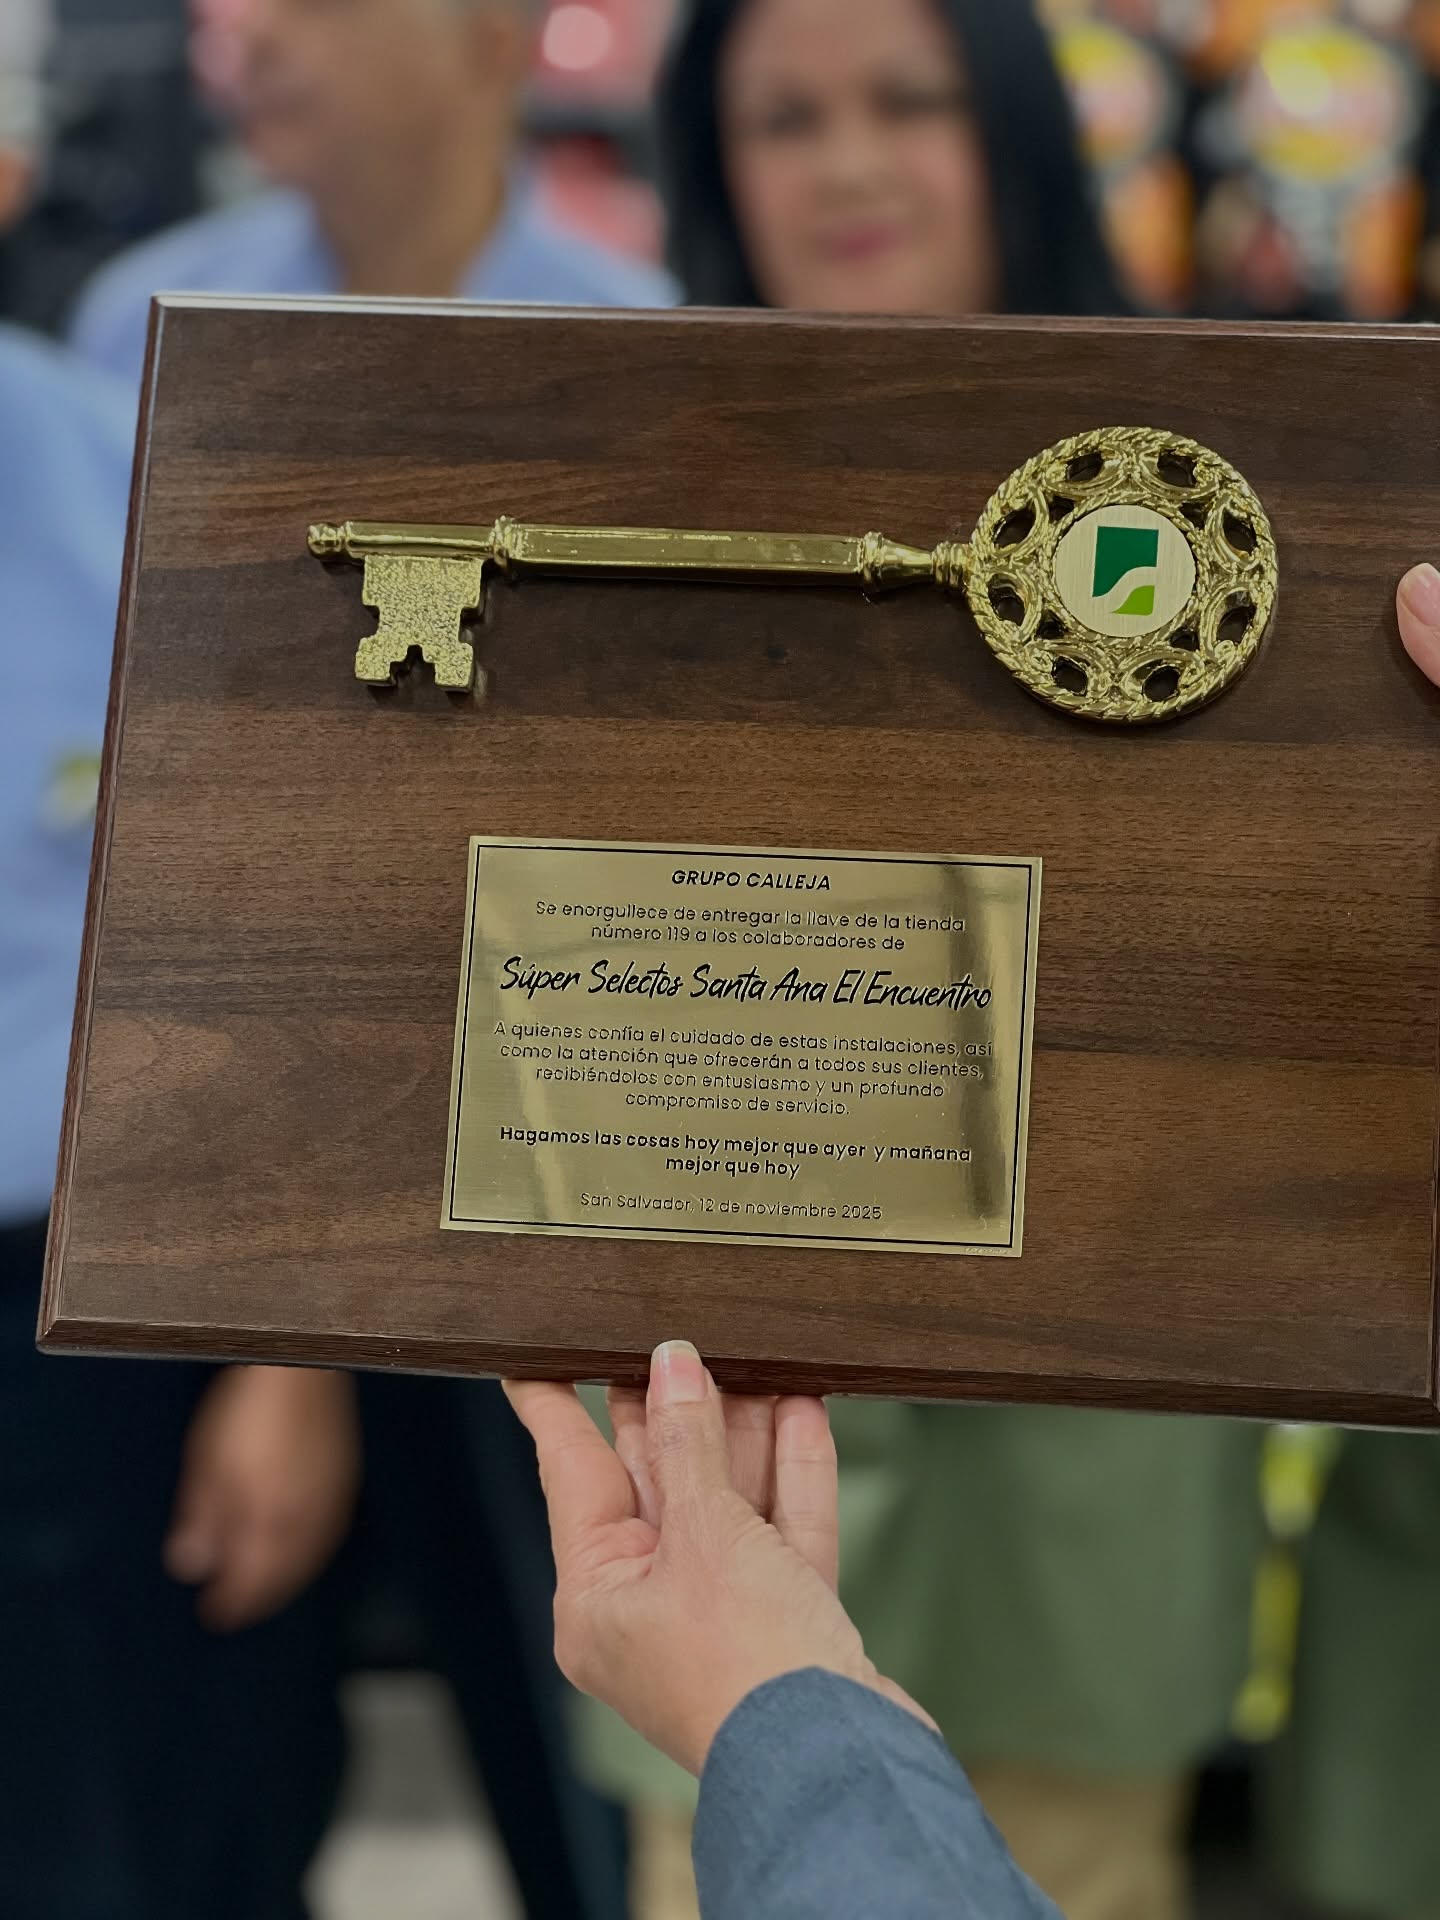 GRUPO CALLEJA
Se enorgullece de entregar la llave de la tienda
número 119 a los colaboradores de
Súper Selectos Santa Ana El Encuentro
A quienes confía el cuidado de estas instalaciones, así
como la atención que ofrecerán a todos sus clientes,
recibiéndolos con entusiasmo y un profundo
compromiso de servicio.
Hagamos las cosas hoy mejor que ayer y mañana
mejor que hoy
San Salvador, 12 de noviembre 2025